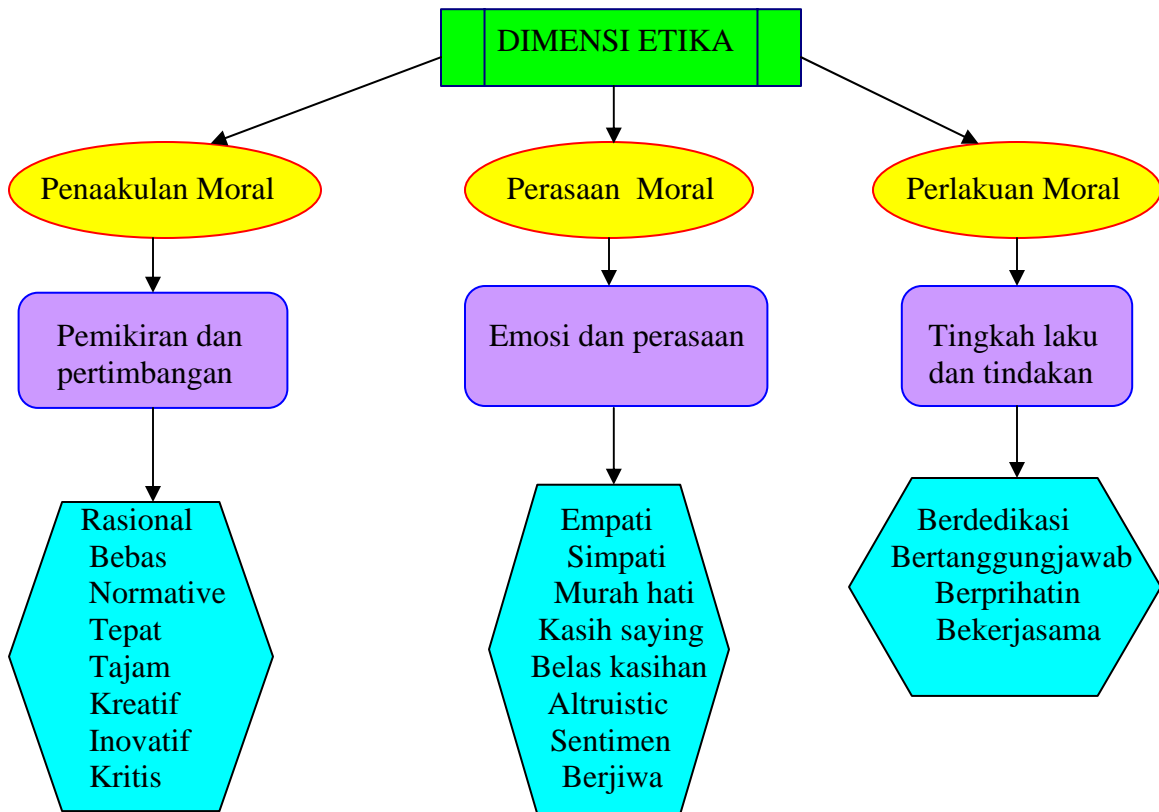 DIMENSI ETIKA
Penaakulan Moral
Perasaan Moral
Perlakuan Moral
Pemikiran dan
pertimbangan
Emosi dan perasaan
Tingkah laku
dan tindakan
Rasional
Bebas
Normative
Tepat
Tajam
Kreatif
Inovatif
Kritis
Empati
Simpati
Murah hati
Kasih saying
Belas kasihan
Altruistic
Sentimen
Berjiwa
Berdedikasi
Bertanggungjawab
Berprihatin
Bekerjasama